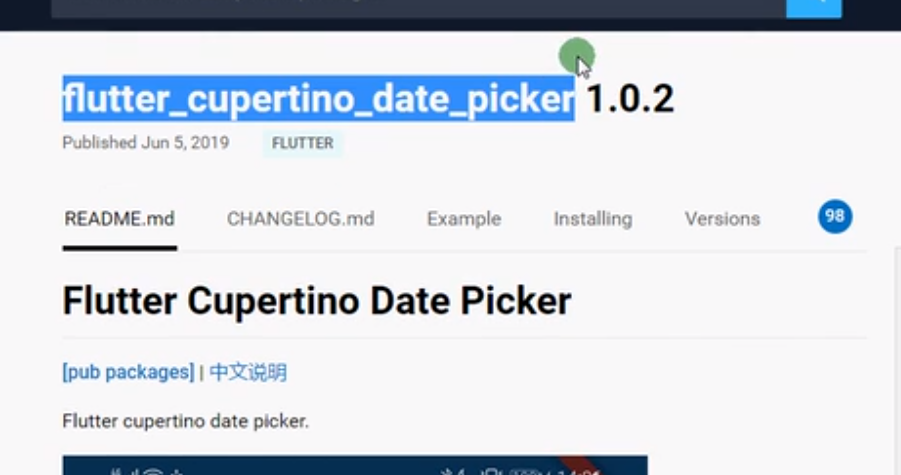 flutter_cupertino_date_picker 1.0.2
Published Jun 5, 2019 FLUTTER
README.md CHANGELOG.md Example Installing Versions 98
Flutter Cupertino Date Picker
[pub packages] | 中文说明
Flutter cupertino date picker.